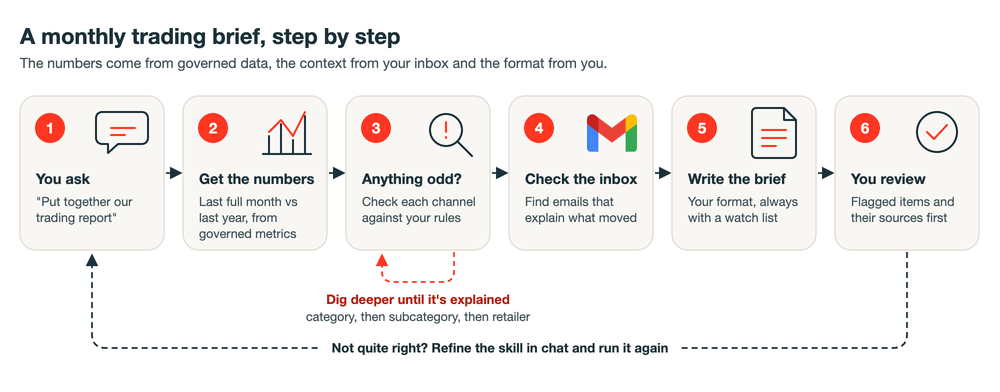 A monthly trading brief, step by step
The numbers come from governed data, the context from your inbox and the format from you.
1
You ask
"Put together our
trading report"
2
Get the numbers
Last full month vs
last year, from
governed metrics
3
Anything odd?
Check each channel
against your rules
4
Check the inbox
Find emails that
explain what moved
5
Write the brief
Your format, always
with a watch list
6
You review
Flagged items and
their sources first
Dig deeper until it's explained
category, then subcategory, then retailer
Not quite right? Refine the skill in chat and run it again